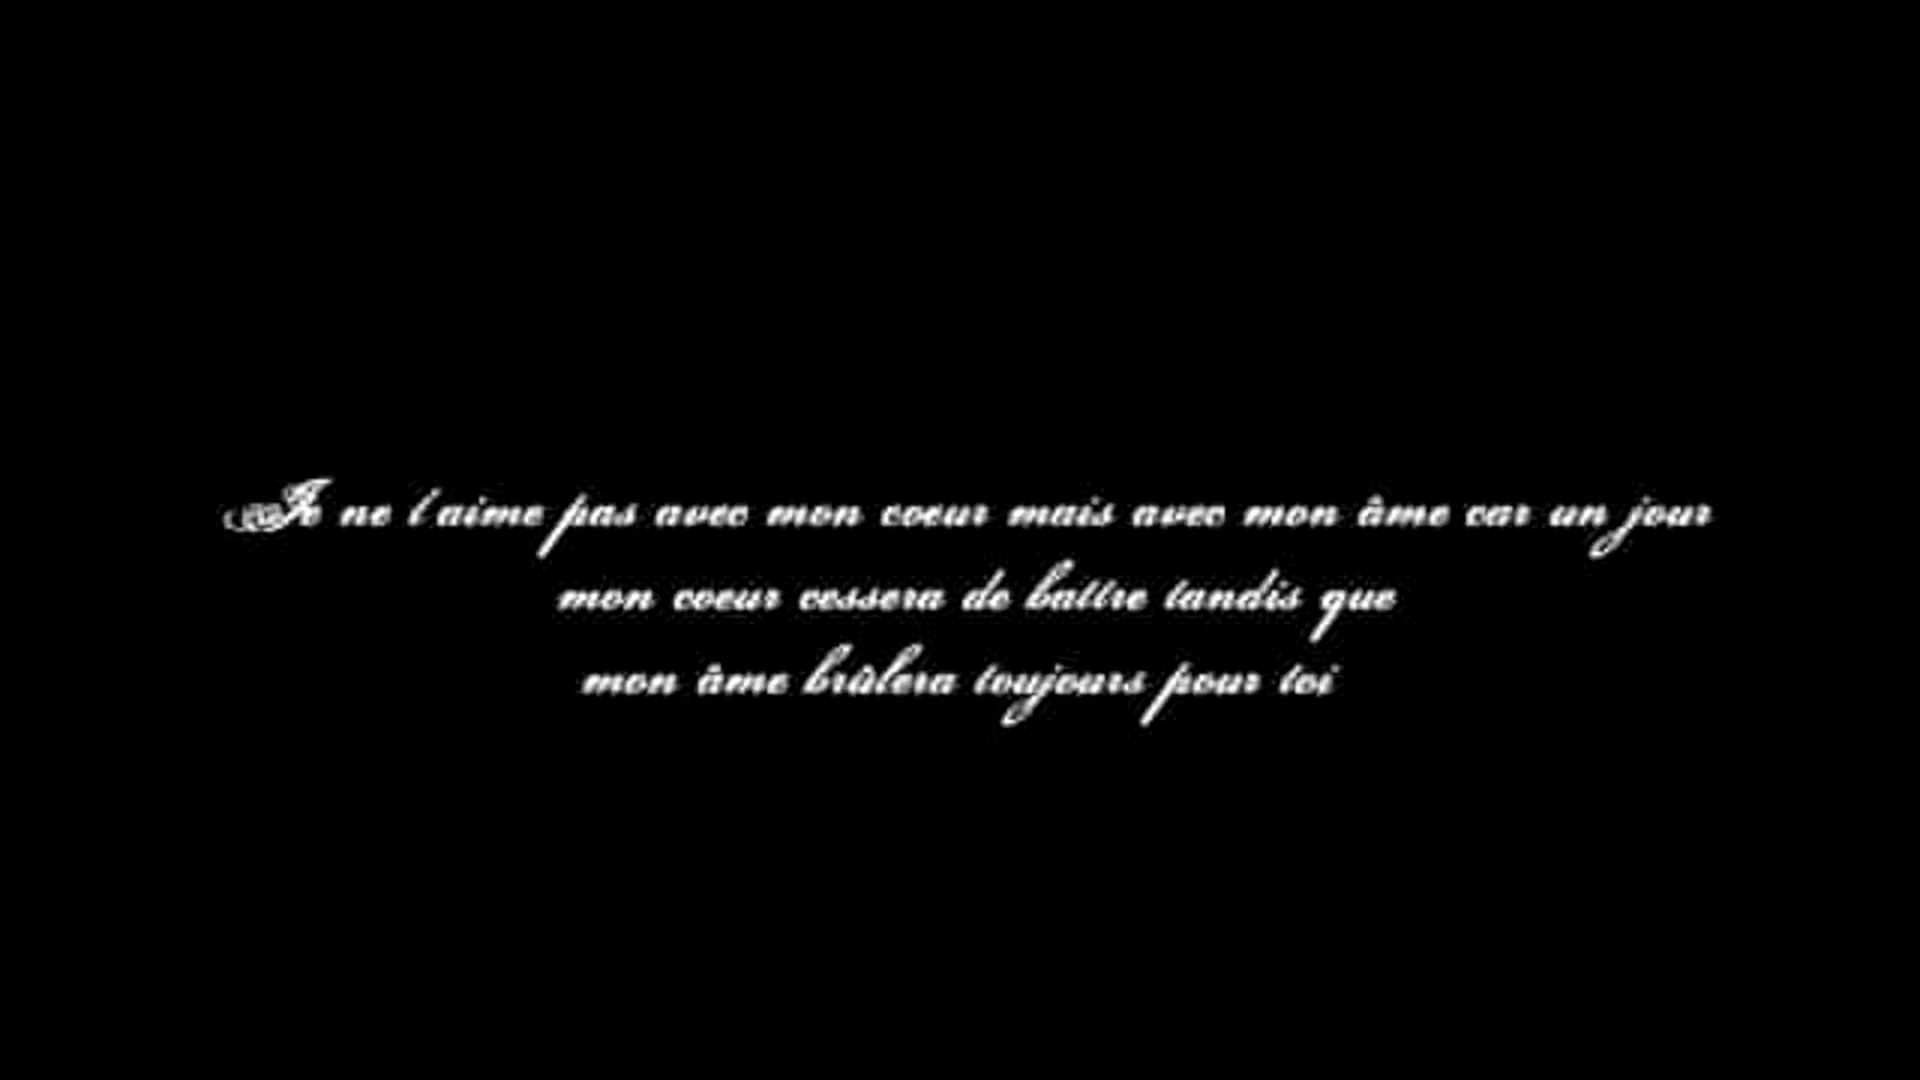 Je ne t'aime pas avec mon coeur mais avec mon âme car un jour
mon coeur cessera de battre tandis que
mon âme brûlera toujours pour toi